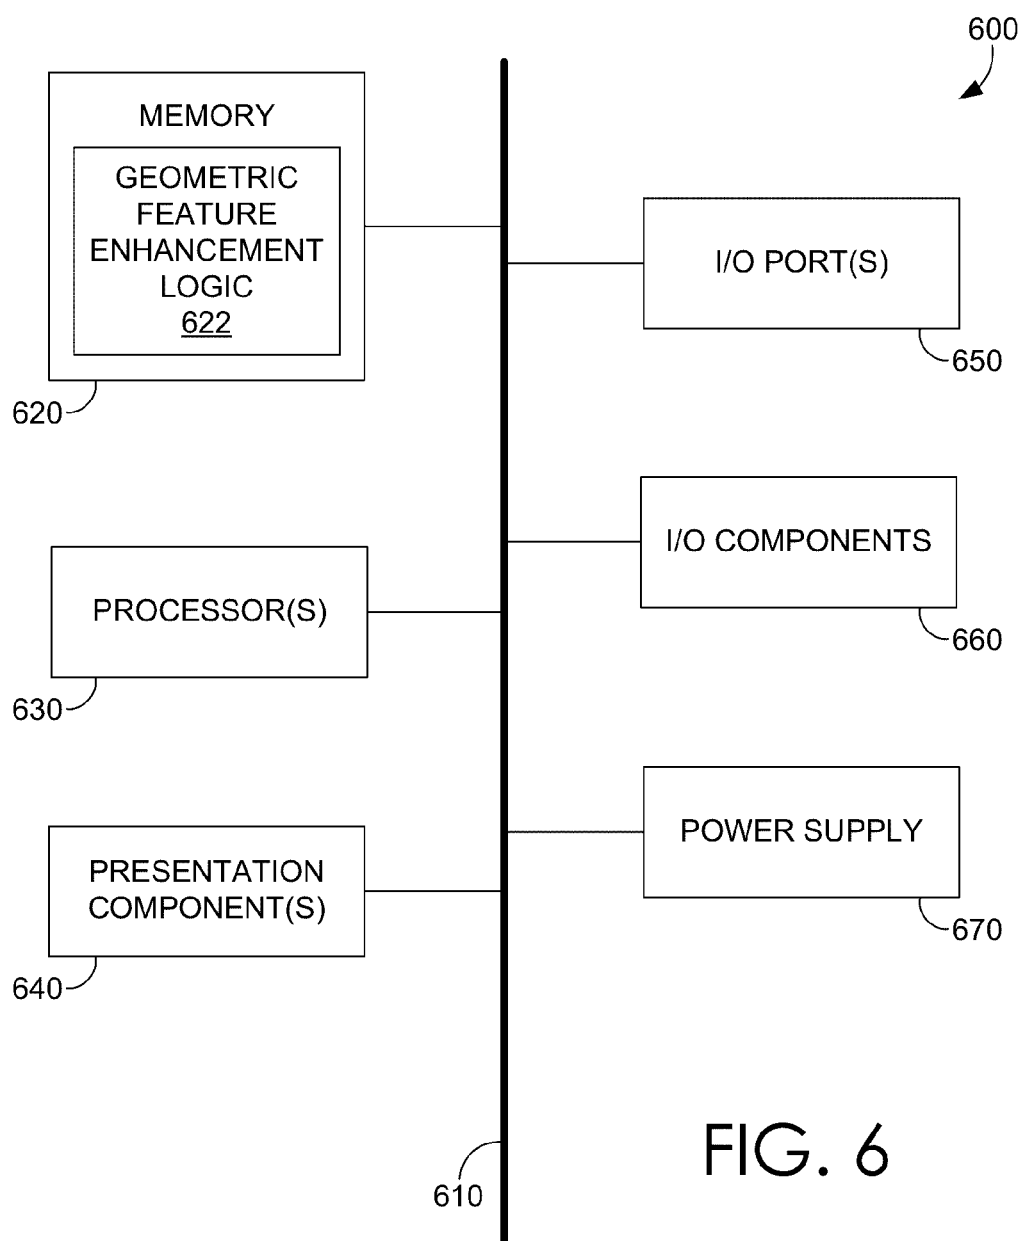 600
MEMORY
GEOMETRIC
FEATURE
ENHANCEMENT
LOGIC
622
620
I/O PORT(S)
650
I/O COMPONENTS
660
PROCESSOR(S)
630
POWER SUPPLY
670
PRESENTATION
COMPONENT(S)
640
610
FIG. 6